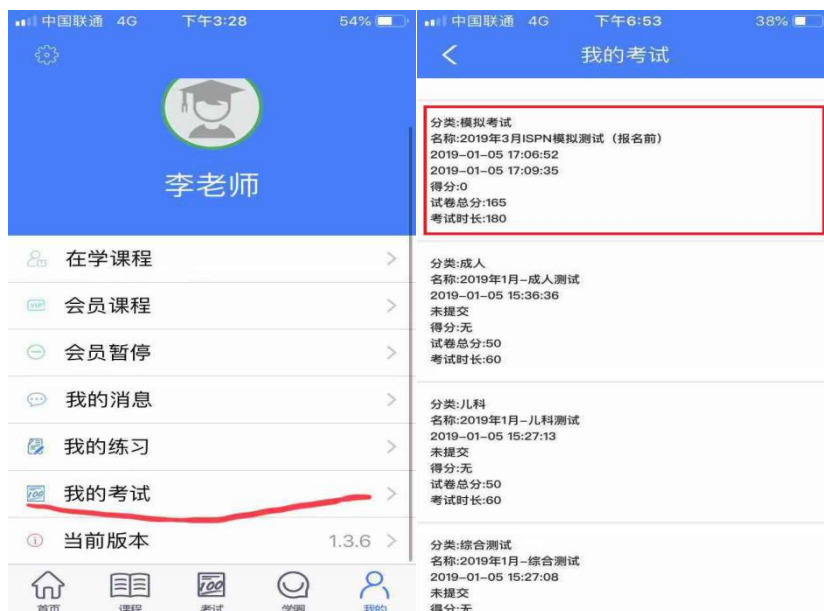 中国联通 4G 下午3:28 54%
李老师
在学课程
VIP 会员课程
会员暂停
我的消息
我的练习
100 我的考试
当前版本 1.3.6
100
首页 课程 考试 学圈 我的
中国联通 4G 下午6:53 38%
我的考试
分类:模拟考试
名称:2019年3月ISPN模拟测试（报名前）
2019-01-05 17:06:52
2019-01-05 17:09:35
得分:0
试卷总分:165
考试时长:180
分类:成人
名称:2019年1月-成人测试
2019-01-05 15:36:36
未提交
得分:无
试卷总分:50
考试时长:60
分类:儿科
名称:2019年1月-儿科测试
2019-01-05 15:27:13
未提交
得分:无
试卷总分:50
考试时长:60
分类:综合测试
名称:2019年1月-综合测试
2019-01-05 15:27:08
未提交
得分:无